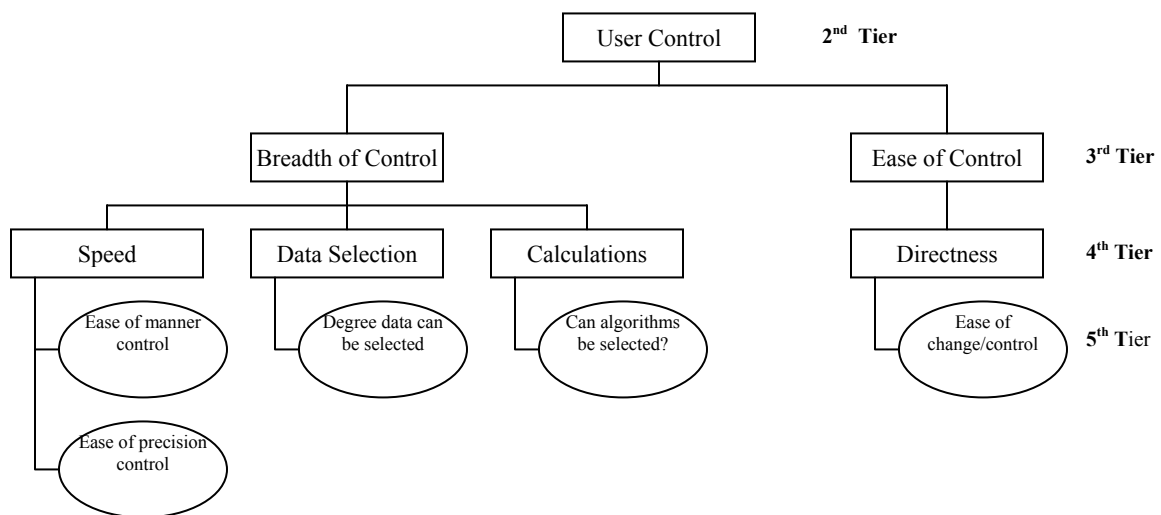 User Control
2nd Tier
Breadth of Control
Ease of Control
3rd Tier
Speed
Data Selection
Calculations
Directness
4th Tier
Ease of manner
control
Degree data can
be selected
Can algorithms
be selected?
Ease of
change/control
5th Tier
Ease of precision
control